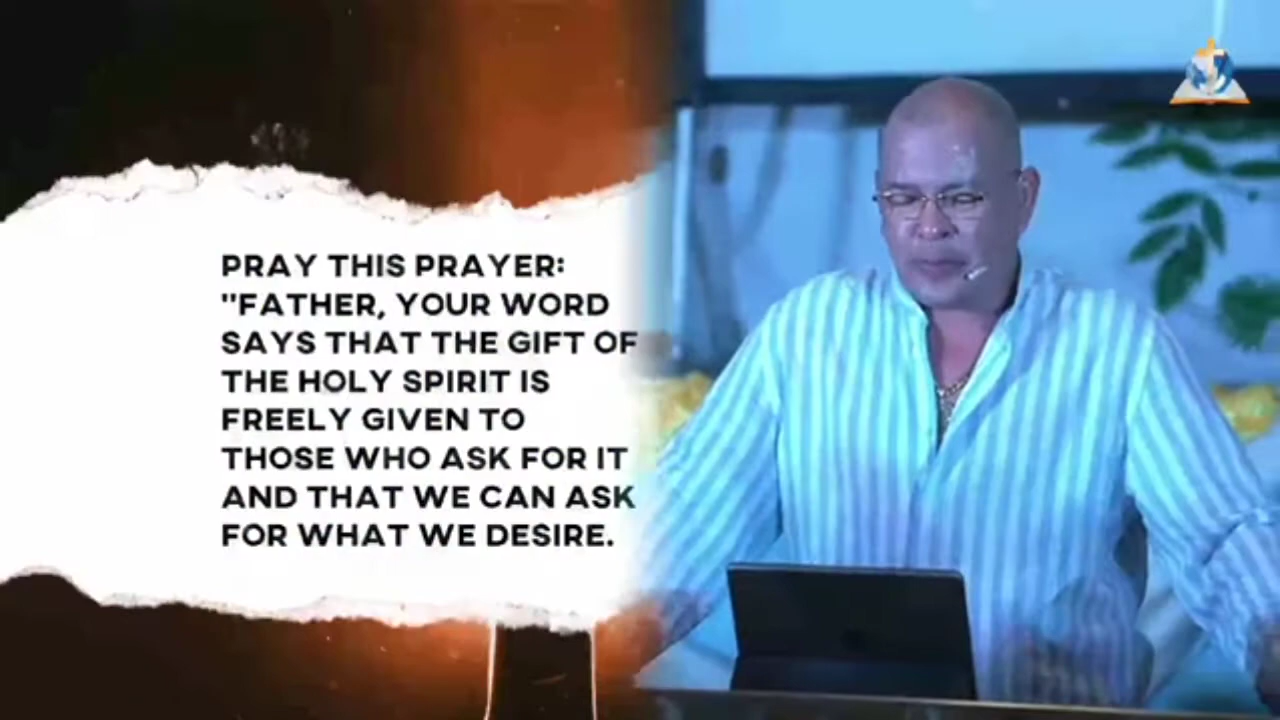 PRAY THIS PRAYER:
"FATHER, YOUR WORD
SAYS THAT THE GIFT OF
THE HOLY SPIRIT IS
FREELY GIVEN TO
THOSE WHO ASK FOR IT
AND THAT WE CAN ASK
FOR WHAT WE DESIRE.